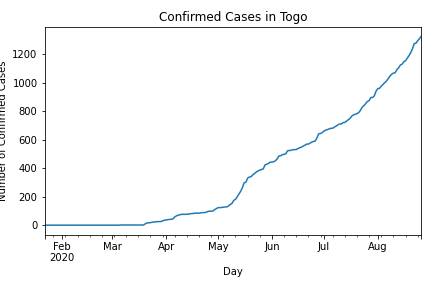 Confirmed Cases in Togo
Number of Confirmed Cases
1200
1000
800
600
400
200
0
Feb Mar Apr May Jun Jul Aug
2020
Day